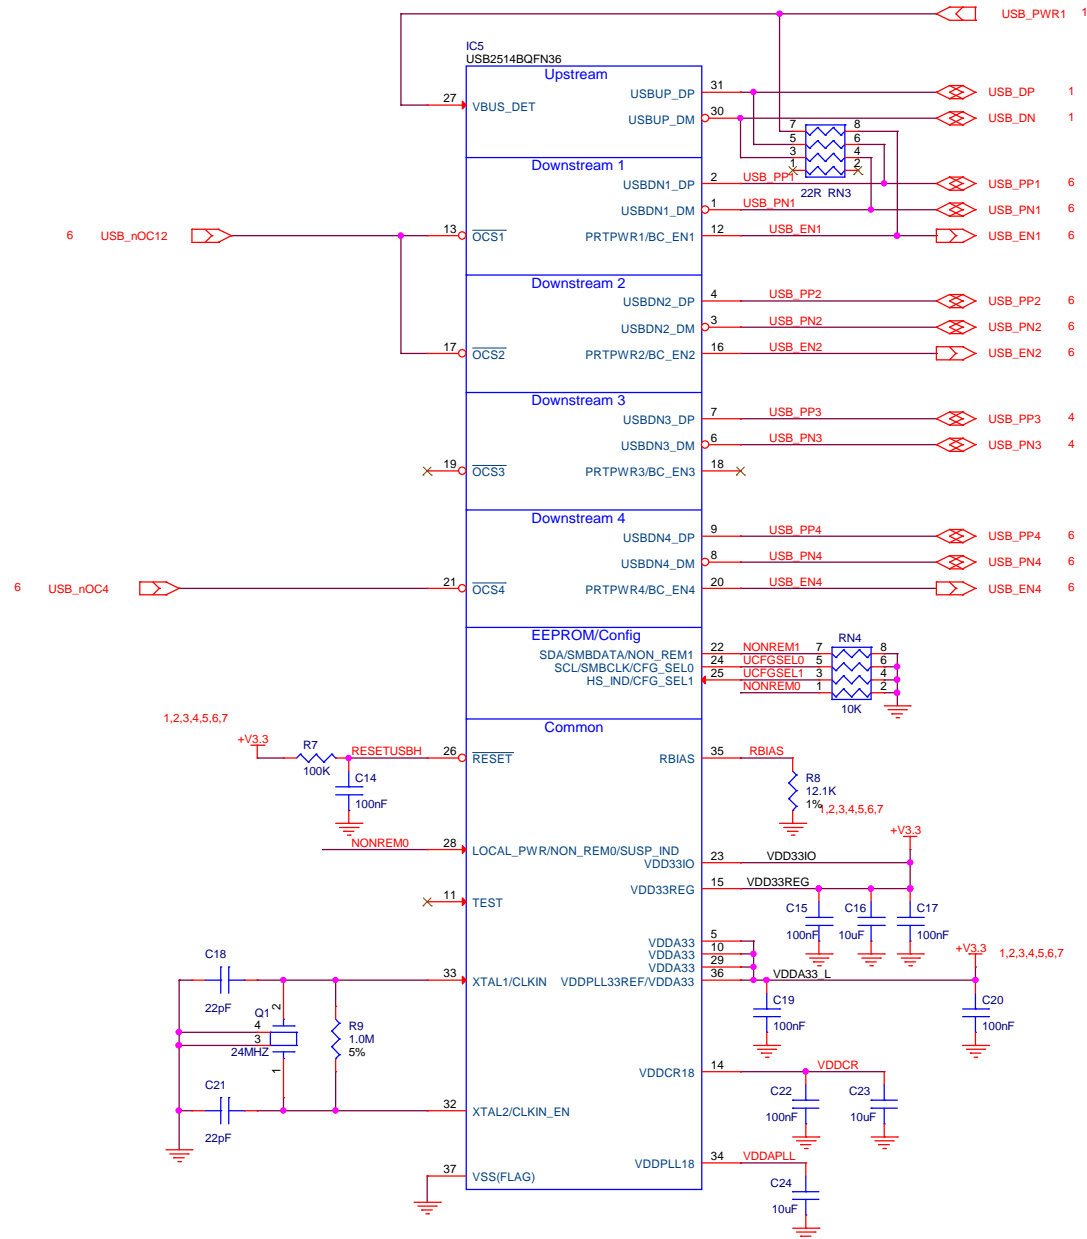 USB_PWR1 1
IC5
USB2514BQFN36
Upstream
27 VBUS_DET
USBUP_DP 31 USB_DP 1
USBUP_DM 30 USB_DN 1
7 8
5 6
3 4
1 2
22R RN3
Downstream 1
USBDN1_DP 2 USB_PP1 USB_PP1 6
USBDN1_DM 1 USB_PN1 USB_PN1 6
6 USB_nOC12 13 OCS1 PRTPWR1/BC_EN1 12 USB_EN1 USB_EN1 6
Downstream 2
USBDN2_DP 4 USB_PP2 USB_PP2 6
USBDN2_DM 3 USB_PN2 USB_PN2 6
17 OCS2 PRTPWR2/BC_EN2 16 USB_EN2 USB_EN2 6
Downstream 3
USBDN3_DP 7 USB_PP3 USB_PP3 4
USBDN3_DM 6 USB_PN3 USB_PN3 4
19 OCS3 PRTPWR3/BC_EN3 18
Downstream 4
USBDN4_DP 9 USB_PP4 USB_PP4 6
USBDN4_DM 8 USB_PN4 USB_PN4 6
6 USB_nOC4 21 OCS4 PRTPWR4/BC_EN4 20 USB_EN4 USB_EN4 6
EEPROM/Config
RN4
SDA/SMBDATA/NON_REM1 22 NONREM1 7 8
SCL/SMBCLK/CFG_SEL0 24 UCFGSEL0 5 6
HS_IND/CFG_SEL1 25 UCFGSEL1 3 4
NONREM0 1 2
10K
Common
1,2,3,4,5,6,7
+V3.3
R7
100K
RESETUSBH 26 RESET
C14
100nF
RBIAS 35 RBIAS
R8
12.1K
1%
1,2,3,4,5,6,7
+V3.3
NONREM0 28 LOCAL_PWR/NON_REM0/SUSP_IND
VDD33IO 23 VDD33IO
VDD33REG 15 VDD33REG
11 TEST
C15
100nF
C16
10uF
C17
100nF
VDDA33 5
VDDA33 10
VDDA33 29
VDDPLL33REF/VDDA33 36 VDDA33_L
+V3.3 1,2,3,4,5,6,7
C19
100nF
C20
100nF
C18
22pF
33 XTAL1/CLKIN
Q1
2
4
3
24MHZ
1
R9
1.0M
5%
C21
22pF
32 XTAL2/CLKIN_EN
VDDCR18 14 VDDCR
C22
100nF
C23
10uF
VDDPLL18 34 VDDAPLL
37 VSS(FLAG)
C24
10uF